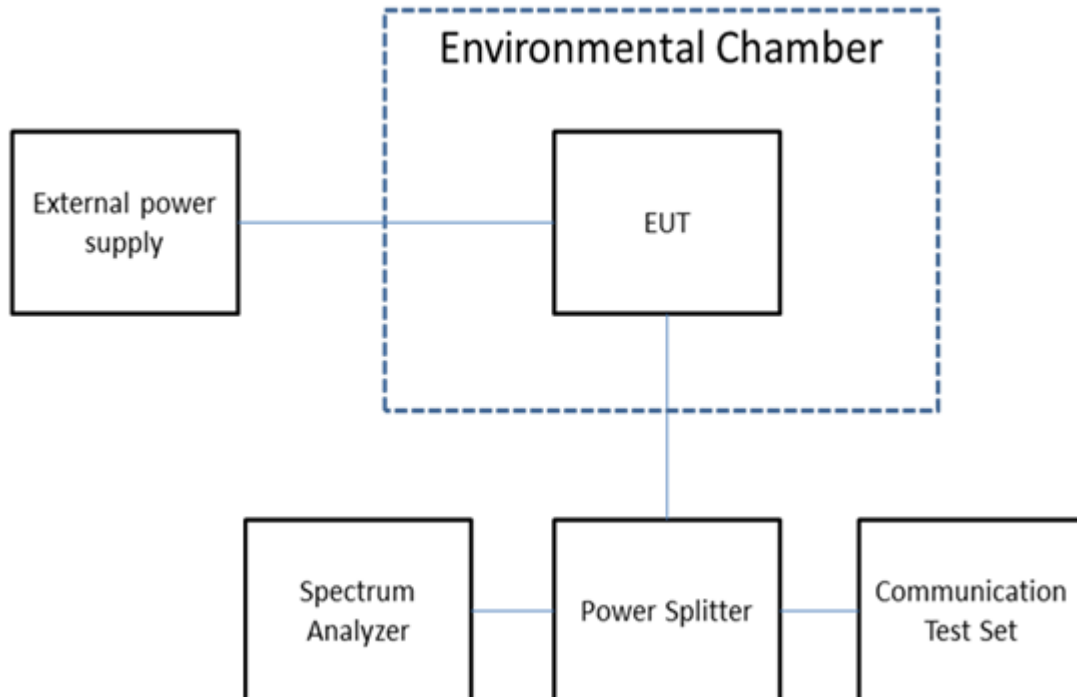 Environmental Chamber
External power
supply
EUT
Spectrum
Analyzer
Power Splitter
Communication
Test Set